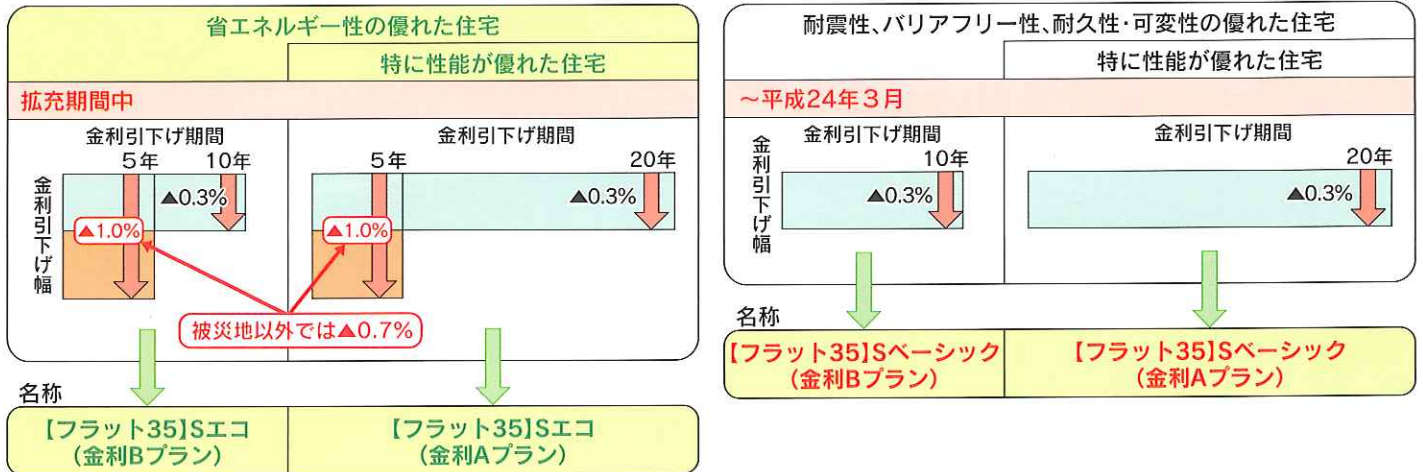 省エネルギー性の優れた住宅
特に性能が優れた住宅
拡充期間中
金利引下げ期間
5年
10年
金利引下げ幅
▲0.3%
▲1.0%
金利引下げ期間
5年
20年
▲0.3%
▲1.0%
被災地以外では▲0.7%
名称
【フラット35】Sエコ
(金利Bプラン)
【フラット35】Sエコ
(金利Aプラン)
耐震性、バリアフリー性、耐久性・可変性の優れた住宅
特に性能が優れた住宅
～平成24年3月
金利引下げ期間
10年
金利引下げ幅
▲0.3%
金利引下げ期間
20年
▲0.3%
名称
【フラット35】Sベーシック
(金利Bプラン)
【フラット35】Sベーシック
(金利Aプラン)